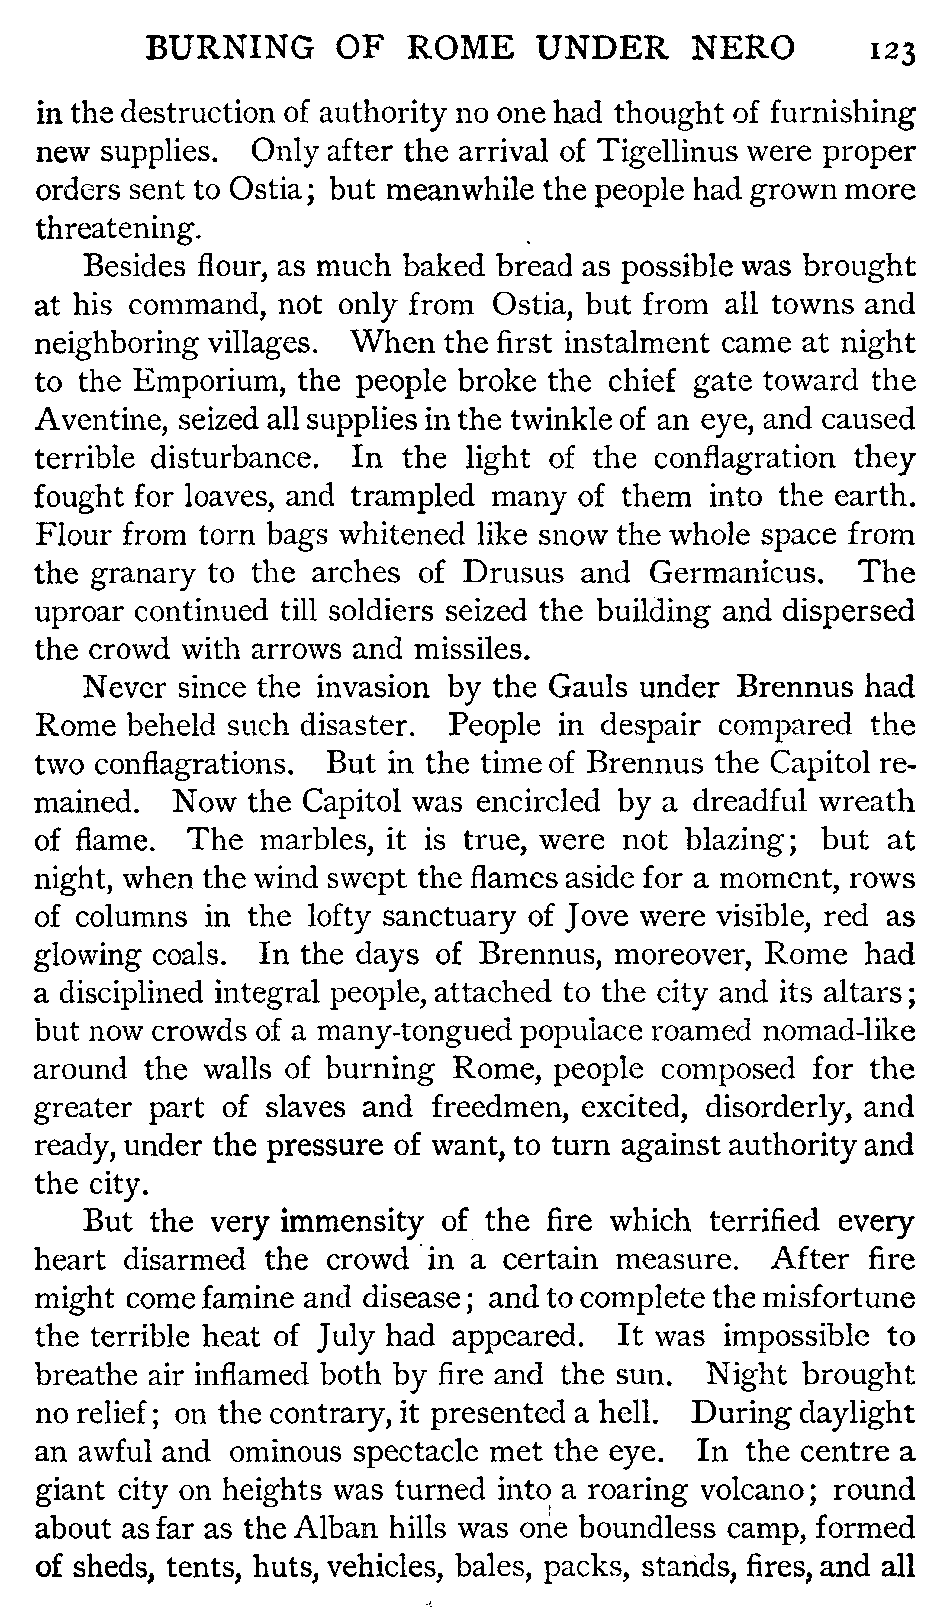 BURNING OF ROME UNDER NERO 123
in the destruction of authority no one had thought of furnishing
new supplies. Only after the arrival of Tigellinus were proper
orders sent to Ostia; but meanwhile the people had grown more
threatening.
Besides flour, as much baked bread as possible was brought
at his command, not only from Ostia, but from all towns and
neighboring villages. When the first instalment came at night
to the Emporium, the people broke the chief gate toward the
Aventine, seized all supplies in the twinkle of an eye, and caused
terrible disturbance. In the light of the conflagration they
fought for loaves, and trampled many of them into the earth.
Flour from torn bags whitened like snow the whole space from
the granary to the arches of Drusus and Germanicus. The
uproar continued till soldiers seized the building and dispersed
the crowd with arrows and missiles.
Never since the invasion by the Gauls under Brennus had
Rome beheld such disaster. People in despair compared the
two conflagrations. But in the time of Brennus the Capitol re-
mained. Now the Capitol was encircled by a dreadful wreath
of flame. The marbles, it is true, were not blazing; but at
night, when the wind swept the flames aside for a moment, rows
of columns in the lofty sanctuary of Jove were visible, red as
glowing coals. In the days of Brennus, moreover, Rome had
a disciplined integral people, attached to the city and its altars;
but now crowds of a many-tongued populace roamed nomad-like
around the walls of burning Rome, people composed for the
greater part of slaves and freedmen, excited, disorderly, and
ready, under the pressure of want, to turn against authority and
the city.
But the very immensity of the fire which terrified every
heart disarmed the crowd in a certain measure. After fire
might come famine and disease; and to complete the misfortune
the terrible heat of July had appeared. It was impossible to
breathe air inflamed both by fire and the sun. Night brought
no relief; on the contrary, it presented a hell. During daylight
an awful and ominous spectacle met the eye. In the centre a
giant city on heights was turned into a roaring volcano; round
about as far as the Alban hills was one boundless camp, formed
of sheds, tents, huts, vehicles, bales, packs, stands, fires, and all